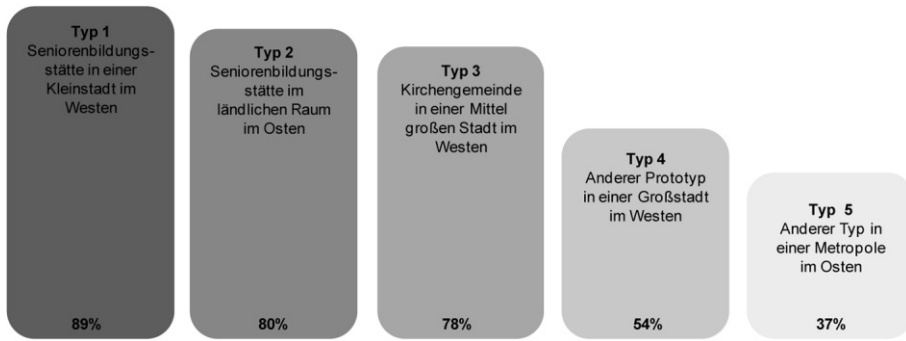 Typ 1
Seniorenbildungs-
stätte in einer
Kleinstadt im
Westen
89%
Typ 2
Seniorenbildungs-
stätte im
ländlichen Raum
im Osten
80%
Typ 3
Kirchengemeinde
in einer Mittel
großen Stadt im
Westen
78%
Typ 4
Anderer Prototyp
in einer Großstadt
im Westen
54%
Typ 5
Anderer Typ in
einer Metropole
im Osten
37%